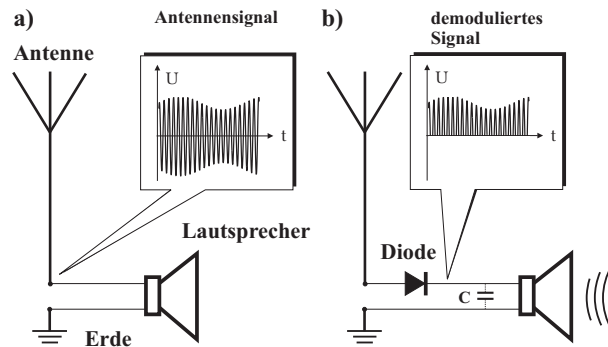 a)
Antennensignal
Antenne
U
t
Lautsprecher
Erde
b)
demoduliertes
Signal
U
t
Diode
C